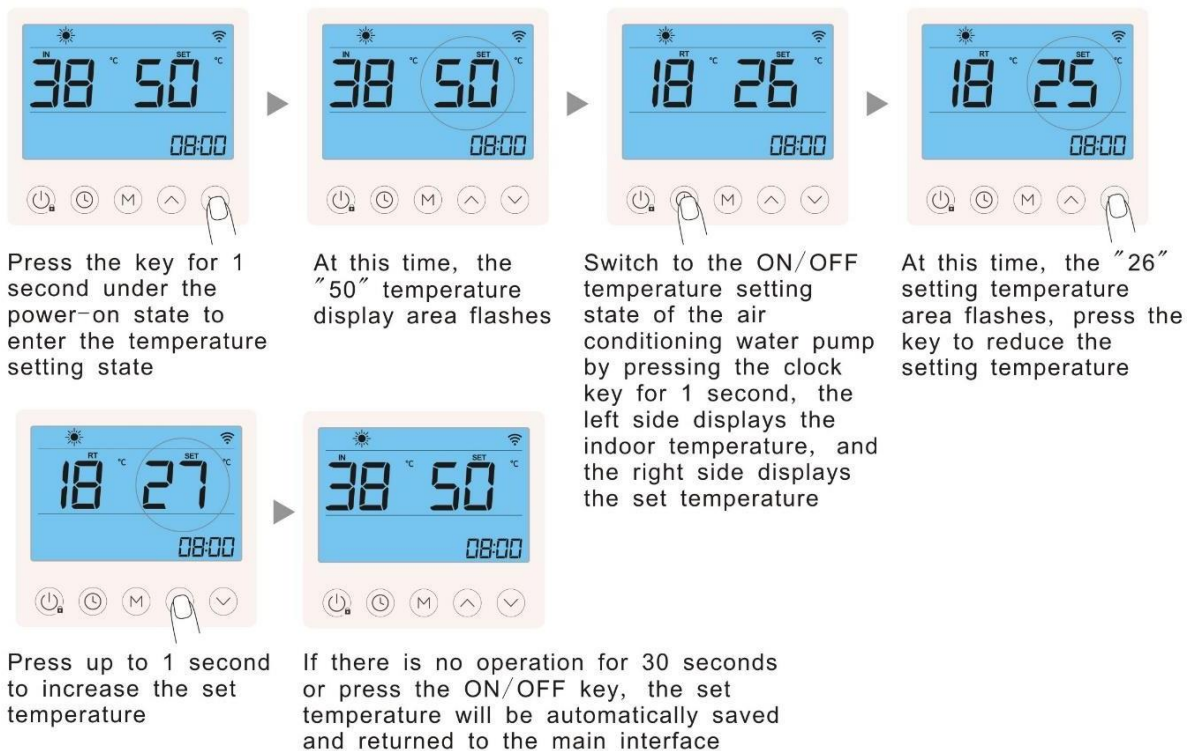 IN 38 °C SET 50 °C
08:00
M
IN 38 °C SET 50 °C
08:00
M
RT 18 °C SET 26 °C
08:00
M
RT 18 °C SET 25 °C
08:00
M
Press the key for 1
second under the
power-on state to
enter the temperature
setting state
At this time, the
"50" temperature
display area flashes
Switch to the ON/OFF
temperature setting
state of the air
conditioning water pump
by pressing the clock
key for 1 second, the
left side displays the
indoor temperature, and
the right side displays
the set temperature
At this time, the "26"
setting temperature
area flashes, press the
key to reduce the
setting temperature
RT 18 °C SET 27 °C
08:00
M
IN 38 °C SET 50 °C
08:00
M
Press up to 1 second
to increase the set
temperature
If there is no operation for 30 seconds
or press the ON/OFF key, the set
temperature will be automatically saved
and returned to the main interface